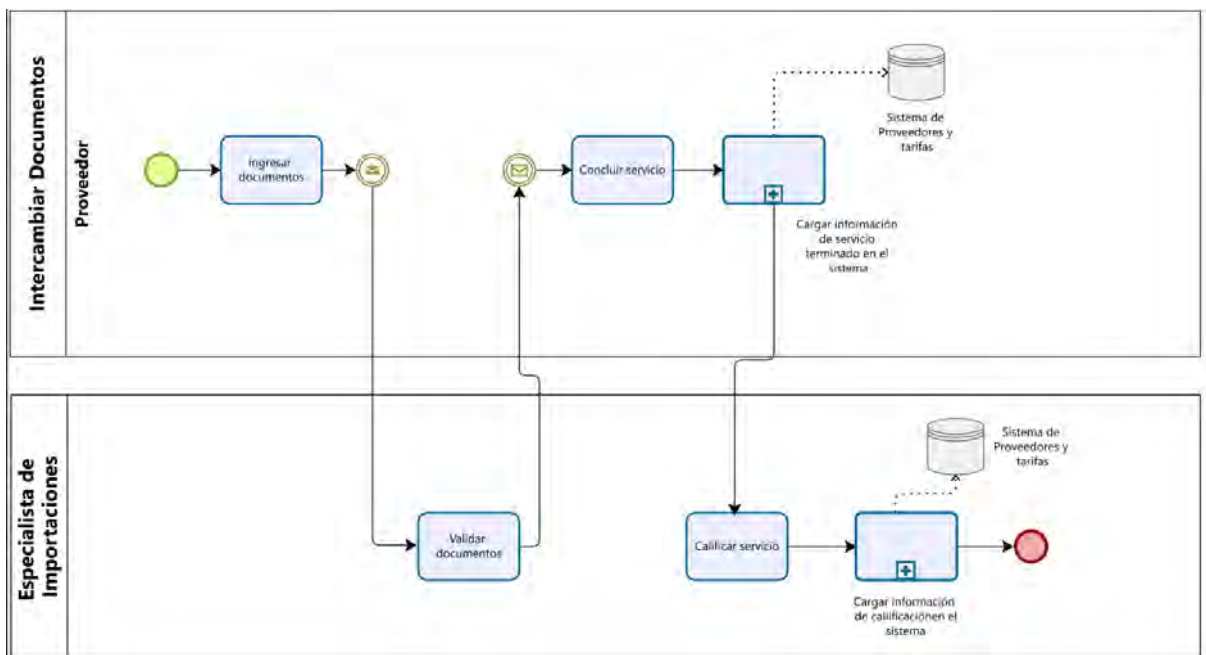 Intercambiar Documentos
Proveedor
Ingresar
documentos
Concluir servicio
Cargar información
de servicio
terminado en el
sistema
Sistema de
Proveedores y
tarifas
Especialista de
Importaciones
Validar
documentos
Calificar servicio
Cargar información
de caliificaciónen el
sistema
Sistema de
Proveedores y
tarifas